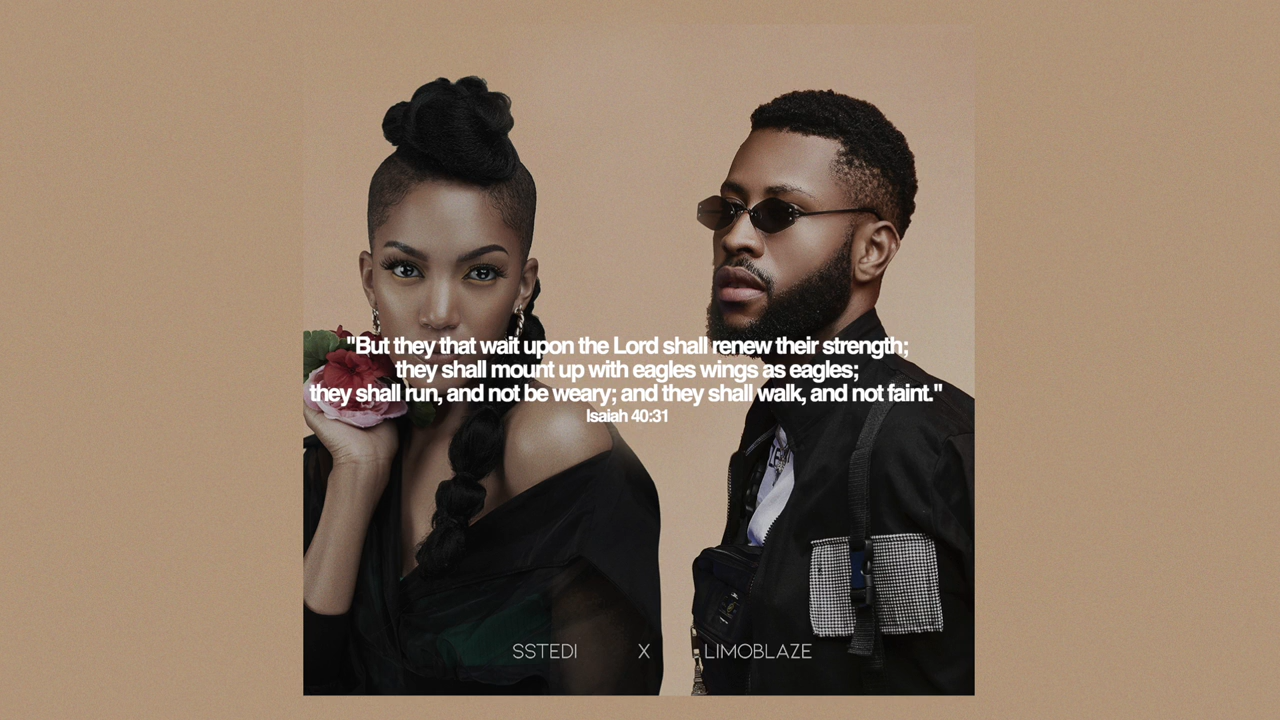 "But they that wait upon the Lord shall renew their strength;
they shall mount up with eagles wings as eagles;
they shall run, and not be weary; and they shall walk, and not faint."
Isaiah 40:31
SSTEDI X LIMOBLAZE